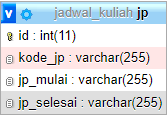 v jadwal_kuliah jp
id : int(11)
kode_jp : varchar(255)
jp_mulai : varchar(255)
jp_selesai : varchar(255)